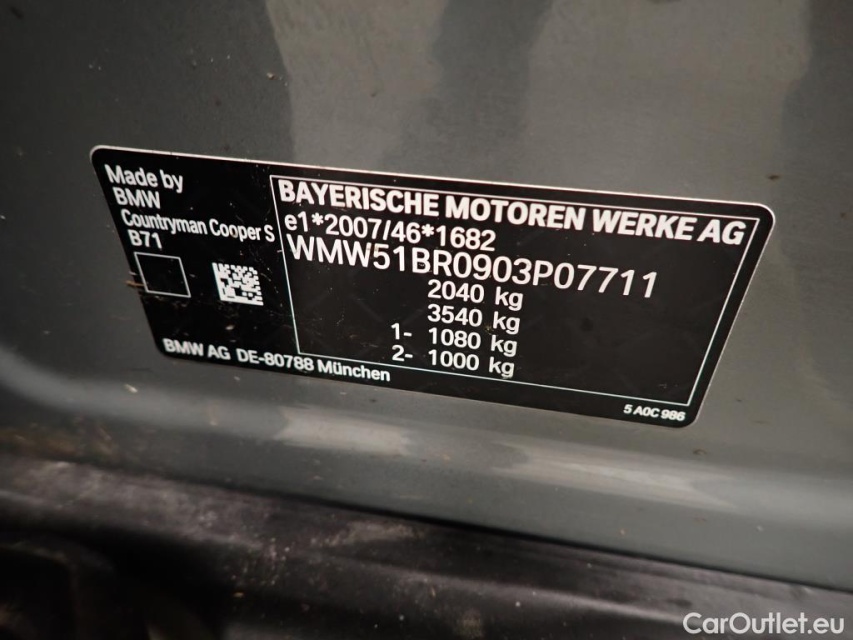 Made by
BMW
Countryman Cooper S
B71
BMW AG DE-80788 München
BAYERISCHE MOTOREN WERKE AG
e1*2007/46*1682
WMW51BR0903P07711
2040 kg
3540 kg
1- 1080 kg
2- 1000 kg
5 A0C 986
CarOutlet.eu